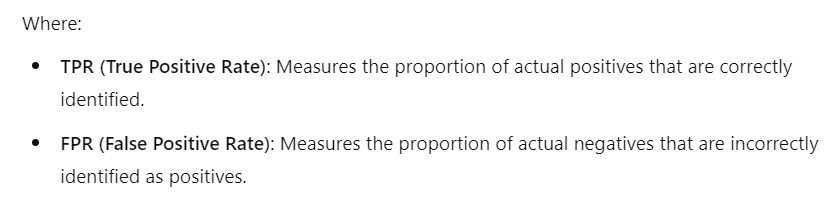 Where:
• TPR (True Positive Rate): Measures the proportion of actual positives that are correctly
identified.
• FPR (False Positive Rate): Measures the proportion of actual negatives that are incorrectly
identified as positives.